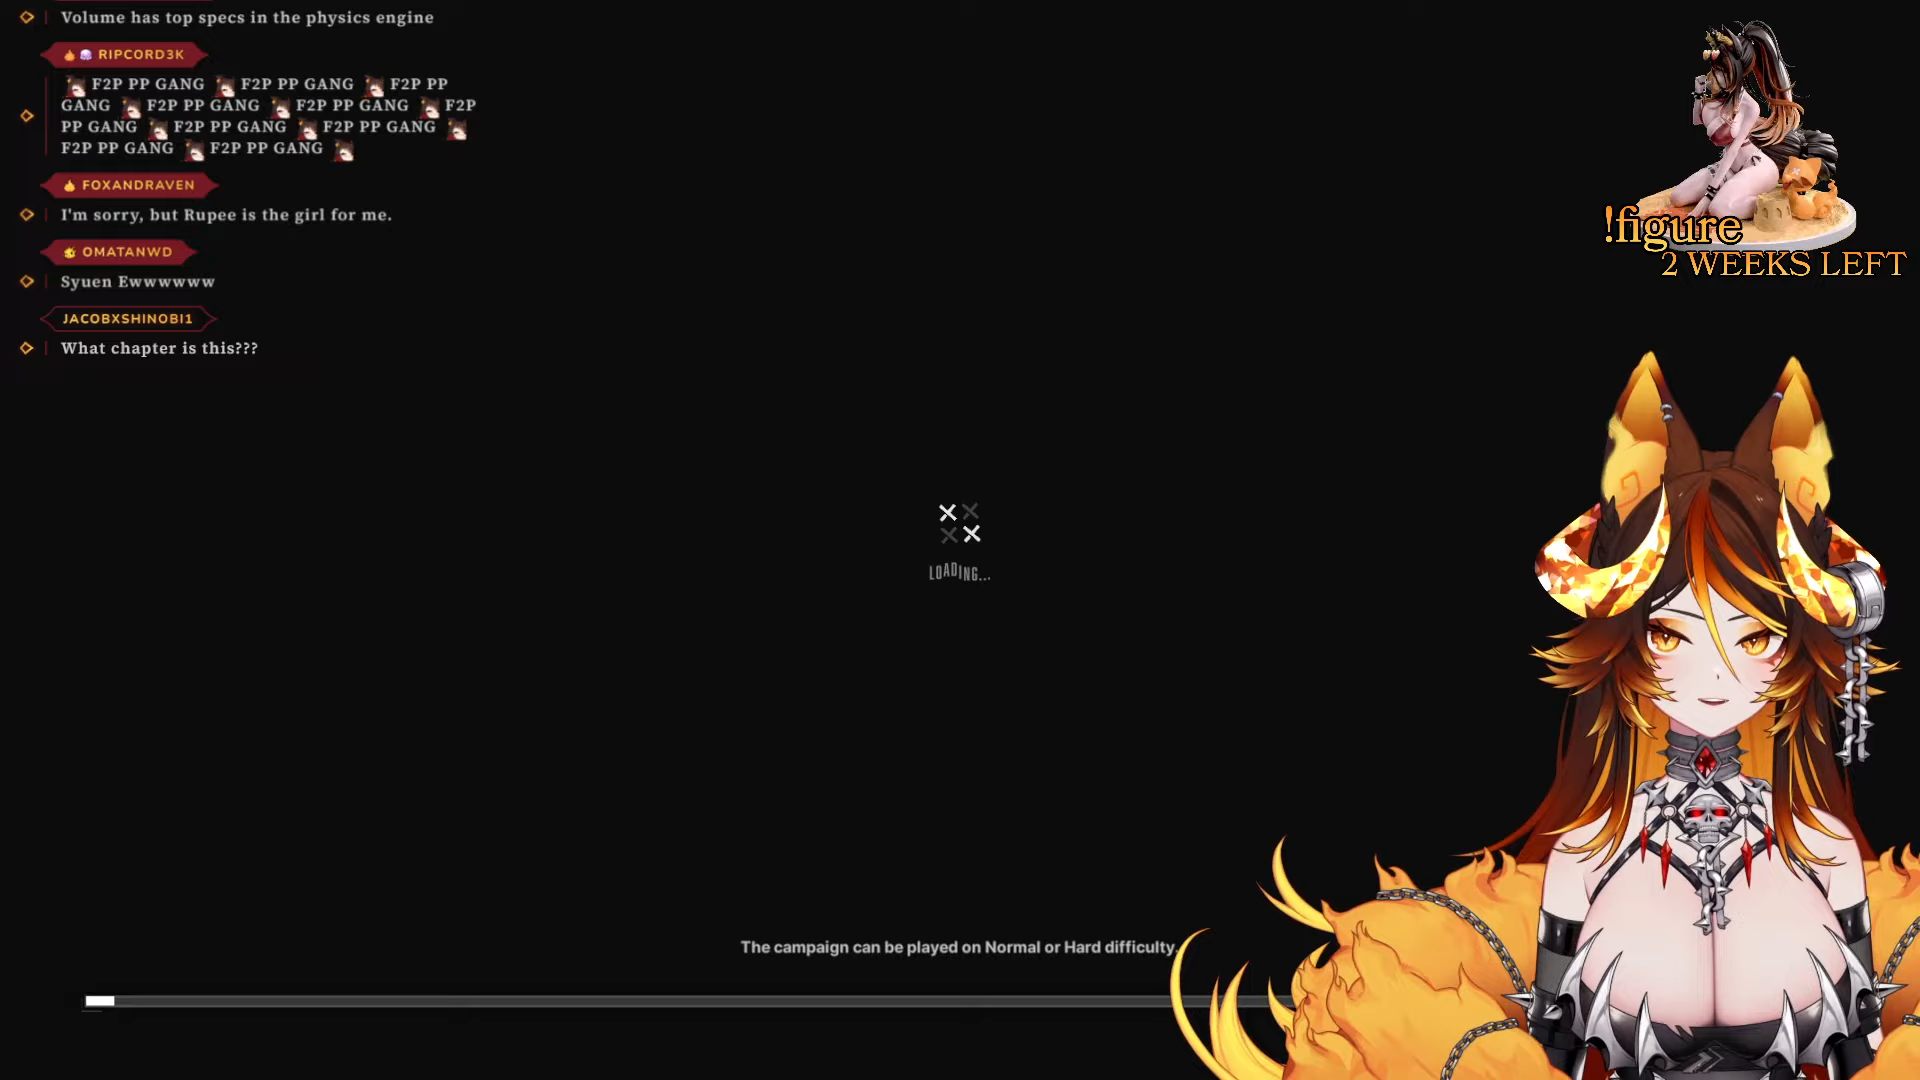 Volume has top specs in the physics engine
RIPCORD3K
F2P PP GANG F2P PP GANG F2P PP
GANG F2P PP GANG F2P PP GANG F2P
PP GANG F2P PP GANG F2P PP GANG
F2P PP GANG F2P PP GANG
FOXANDRAVEN
I'm sorry, but Rupee is the girl for me.
OMATANWD
Syuen Ewwwwww
JACOBXSHINOBI1
What chapter is this???
!figure
2 WEEKS LEFT
LOADING...
The campaign can be played on Normal or Hard difficulty.